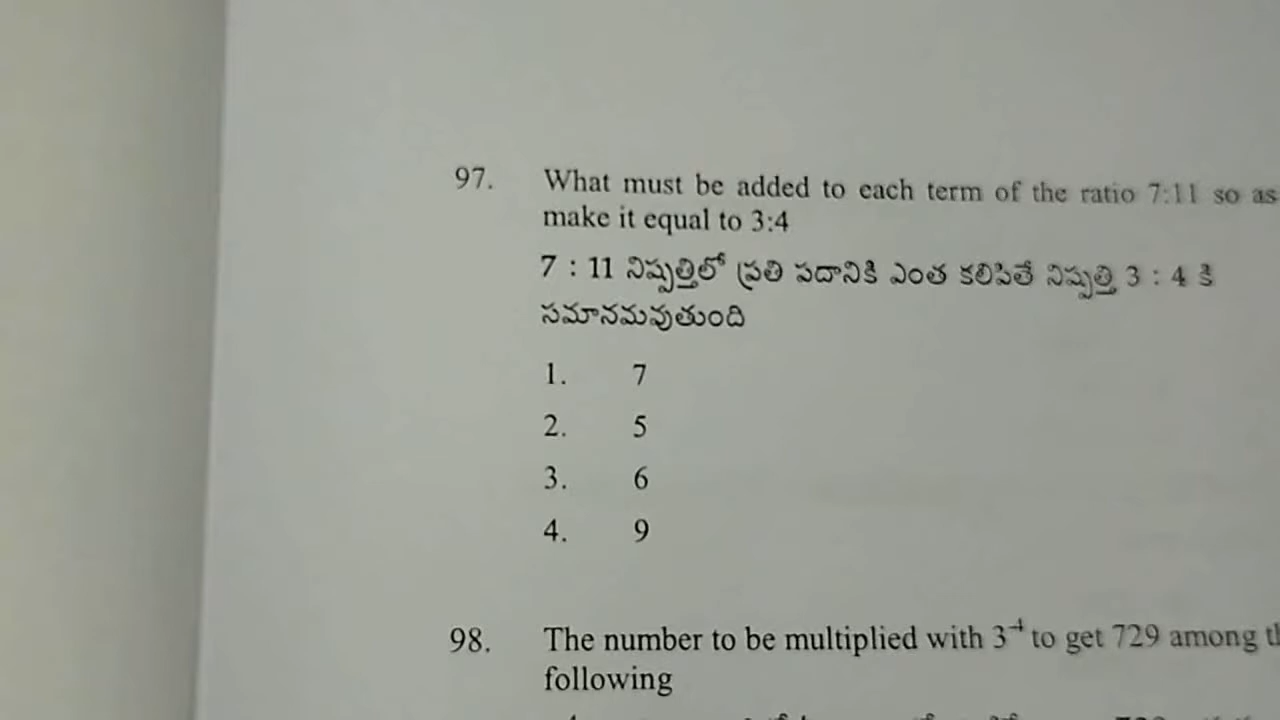 97. What must be added to each term of the ratio 7:11 so as
make it equal to 3:4
7 : 11 నిష్పత్తిలో ప్రతి పదానికి ఎంత కలిపితే నిష్పత్తి 3 : 4 కి
సమానమవుతుంది
1. 7
2. 5
3. 6
4. 9
98. The number to be multiplied with 3⁻⁴ to get 729 among
following